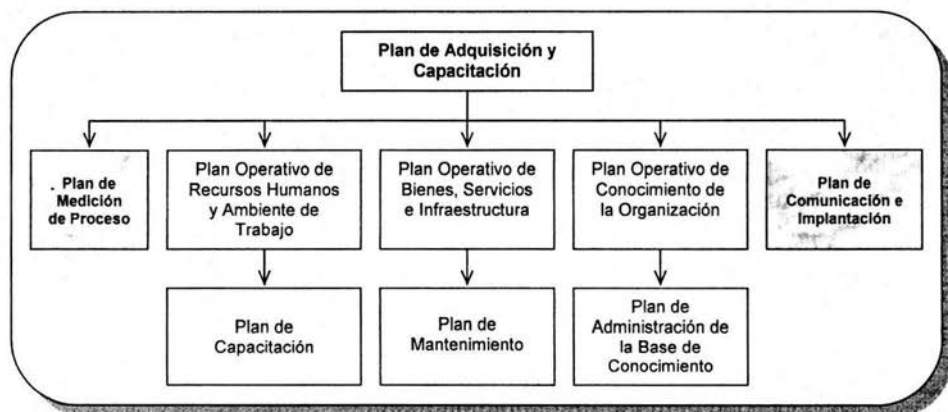 Plan de Adquisición y
Capacitación
Plan de
Medición
de Proceso
Plan Operativo de
Recursos Humanos
y Ambiente de
Trabajo
Plan Operativo de
Bienes, Servicios
e Infraestructura
Plan Operativo de
Conocimiento de
la Organización
Plan de
Comunicación e
Implantación
Plan de
Capacitación
Plan de
Mantenimiento
Plan de
Administración de
la Base de
Conocimiento